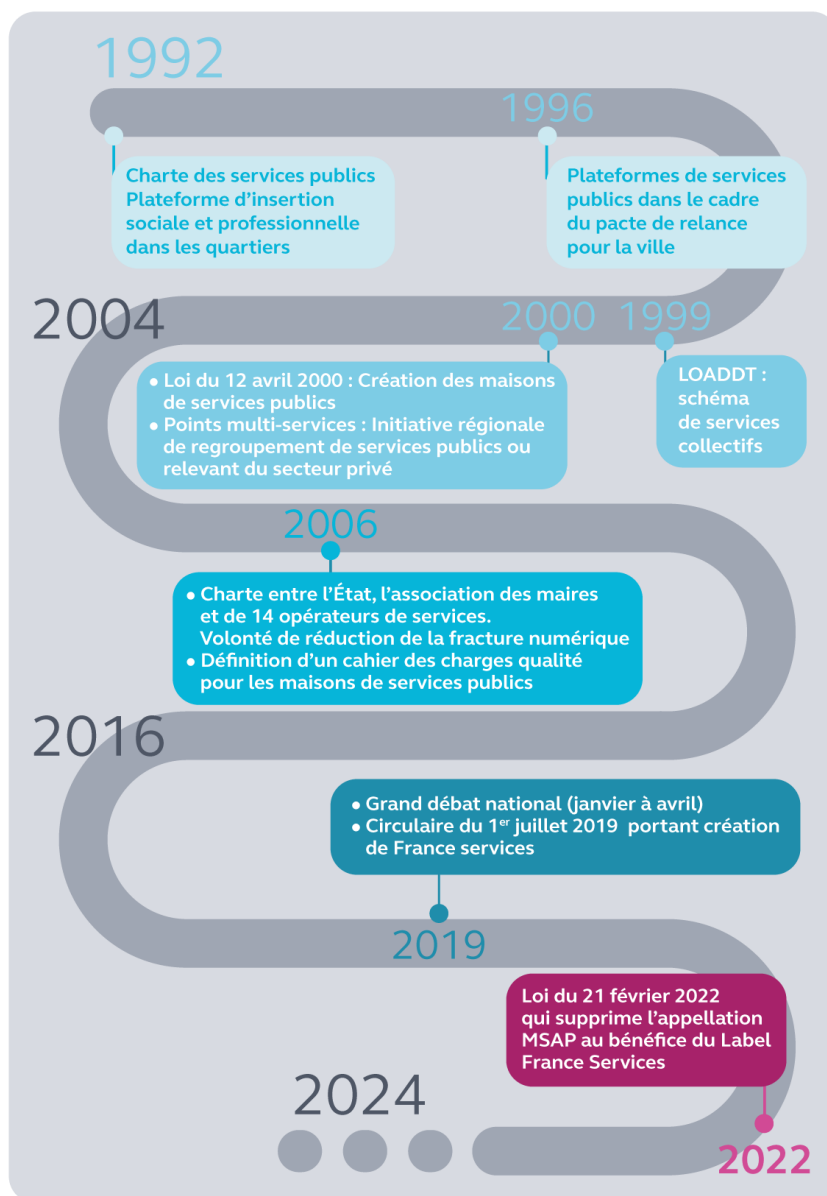 1992
1996
Charte des services publics
Plateforme d’insertion
sociale et professionnelle
dans les quartiers
Plateformes de services
publics dans le cadre
du pacte de relance
pour la ville
2004
2000
1999
• Loi du 12 avril 2000 : Création des maisons
de services publics
• Points multi-services : Initiative régionale
de regroupement de services publics ou
relevant du secteur privé
LOADDT :
schéma
de services
collectifs
2006
• Charte entre l’État, l’association des maires
et de 14 opérateurs de services.
Volonté de réduction de la fracture numérique
• Définition d’un cahier des charges qualité
pour les maisons de services publics
2016
• Grand débat national (janvier à avril)
• Circulaire du 1er juillet 2019 portant création
de France services
2019
Loi du 21 février 2022
qui supprime l’appellation
MSAP au bénéfice du Label
France Services
2024
2022